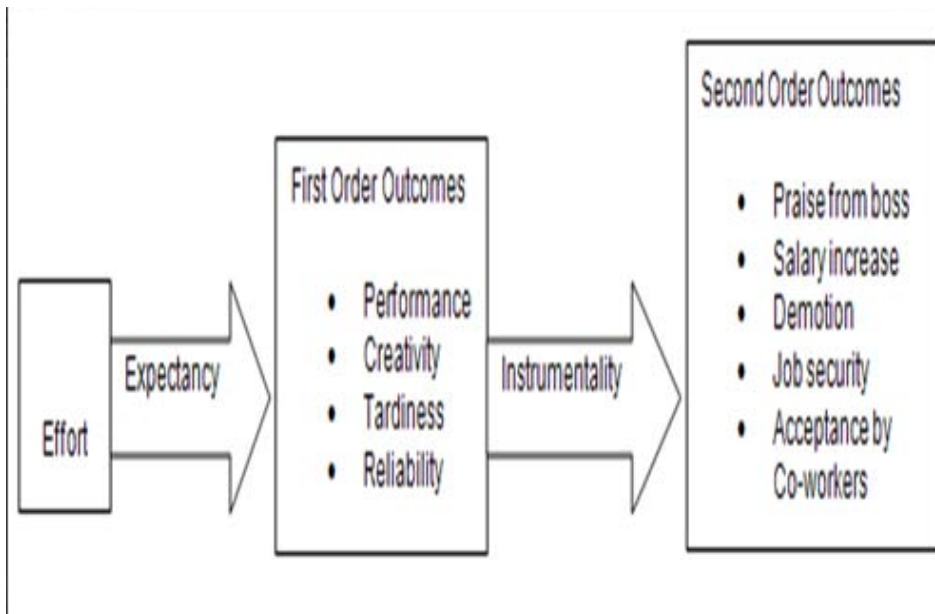 Effort
Expectancy
First Order Outcomes
• Performance
• Creativity
• Tardiness
• Reliability
Instrumentality
Second Order Outcomes
• Praise from boss
• Salary increase
• Demotion
• Job security
• Acceptance by
Co-workers